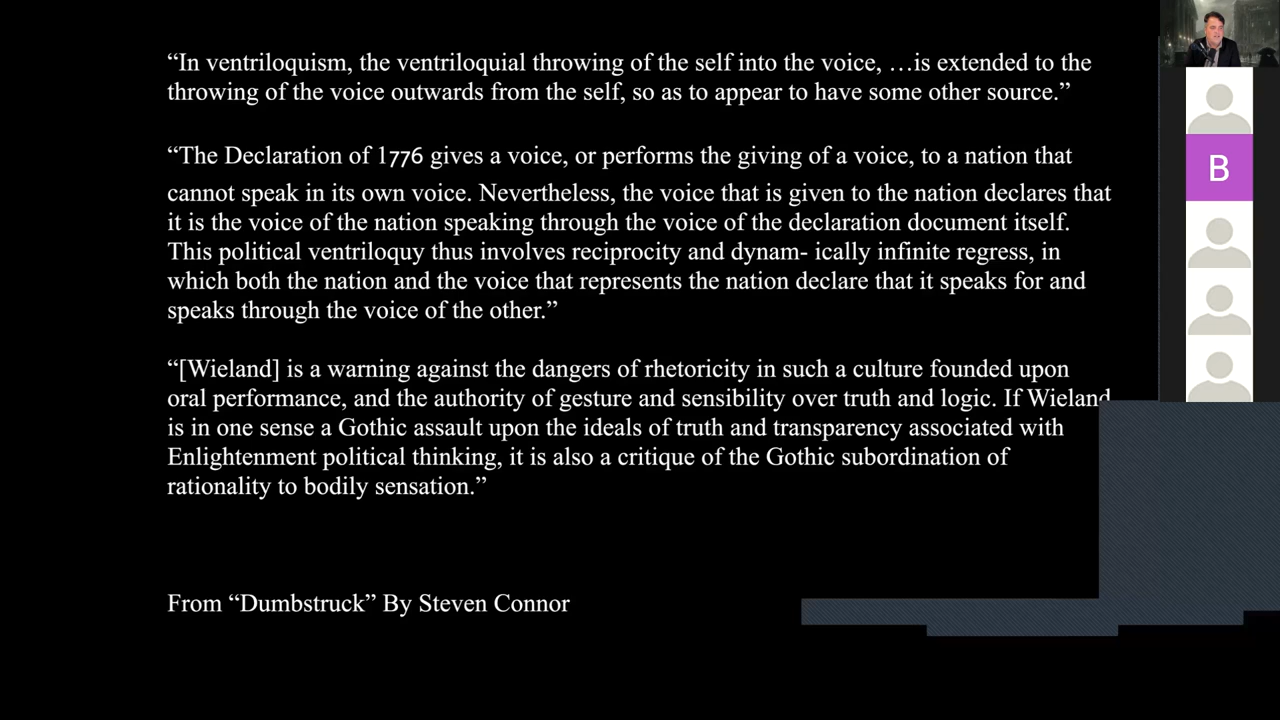 “In ventriloquism, the ventriloquial throwing of the self into the voice, …is extended to the
throwing of the voice outwards from the self, so as to appear to have some other source.”
“The Declaration of 1776 gives a voice, or performs the giving of a voice, to a nation that
cannot speak in its own voice. Nevertheless, the voice that is given to the nation declares that
it is the voice of the nation speaking through the voice of the declaration document itself.
This political ventriloquy thus involves reciprocity and dynam- ically infinite regress, in
which both the nation and the voice that represents the nation declare that it speaks for and
speaks through the voice of the other.”
“[Wieland] is a warning against the dangers of rhetoricity in such a culture founded upon
oral performance, and the authority of gesture and sensibility over truth and logic. If Wieland
is in one sense a Gothic assault upon the ideals of truth and transparency associated with
Enlightenment political thinking, it is also a critique of the Gothic subordination of
rationality to bodily sensation.”
From “Dumbstruck” By Steven Connor
B